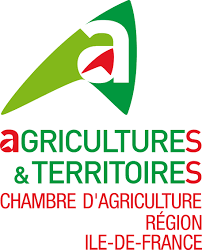 a
aGRICULTURES
& TERRITOIRES
CHAMBRE D'AGRICULTURE
RÉGION
ILE-DE-FRANCE